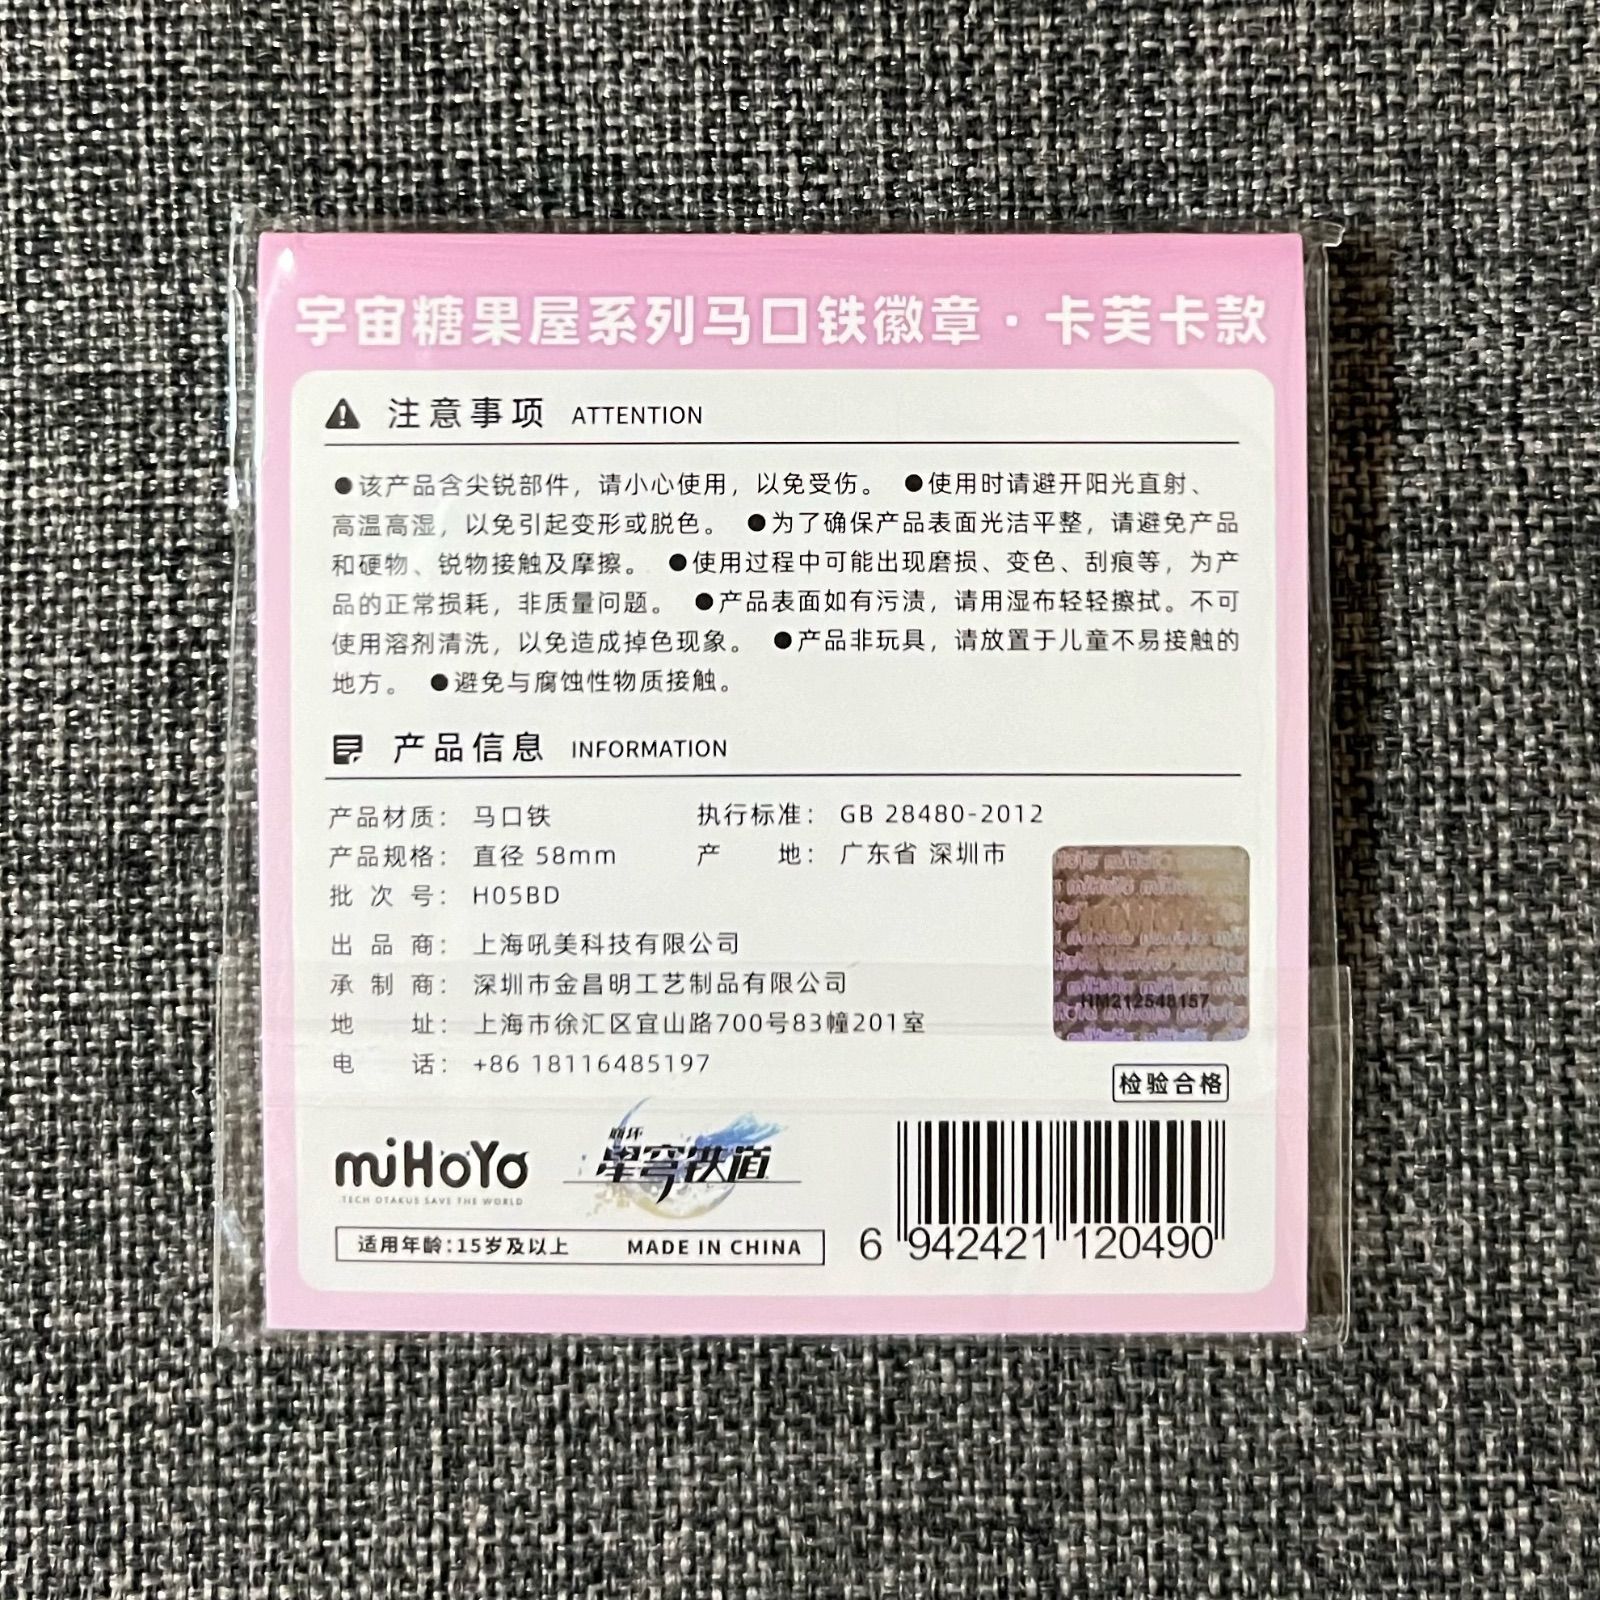 宇宙糖果屋系列马口铁徽章·卡芙卡款
注意事项 ATTENTION
●该产品含尖锐部件，请小心使用，以免受伤。 ●使用时请避开阳光直射、
高温高湿，以免引起变形或脱色。 ●为了确保产品表面光洁平整，请避免产品
和硬物、锐物接触及摩擦。 ●使用过程中可能出现磨损、变色、刮痕等，为产
品的正常损耗，非质量问题。 ●产品表面如有污渍，请用湿布轻轻擦拭。不可
使用溶剂清洗，以免造成掉色现象。 ●产品非玩具，请放置于儿童不易接触的
地方。 ●避免与腐蚀性物质接触。
产品信息 INFORMATION
产品材质： 马口铁 执行标准： GB 28480-2012
产品规格： 直径 58mm 产 地： 广东省 深圳市
批次号： H05BD
出品商： 上海吼美科技有限公司
承制商： 深圳市金昌明工艺制品有限公司
地 址： 上海市徐汇区宜山路700号83幢201室
电 话： +86 18116485197
miHoYo
HM212548157
检验合格
miHoYo
TECH OTAKUS SAVE THE WORLD
崩坏
星穹铁道
适用年龄：15岁及以上 MADE IN CHINA
6 942421 120490